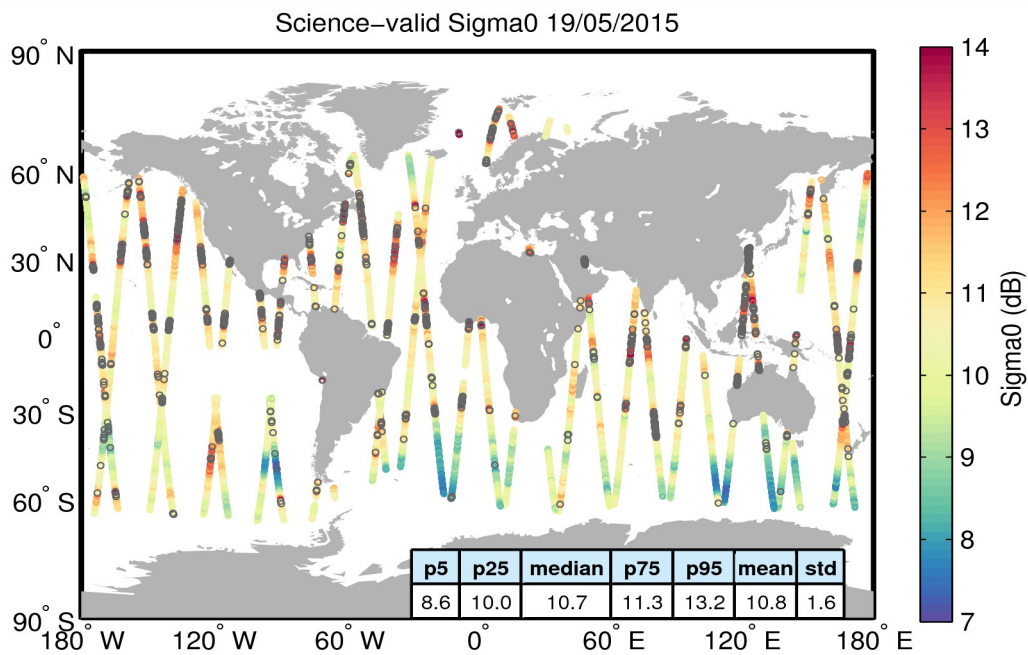 Science−valid Sigma0 19/05/2015
90° N
60° N
30° N
0°
30° S
60° S
90° S
180° W
120° W
60° W
0°
60° E
120° E
180° E
p5 p25 median p75 p95 mean std
8.6 10.0 10.7 11.3 13.2 10.8 1.6
14
13
12
11
10
9
8
7
Sigma0 (dB)